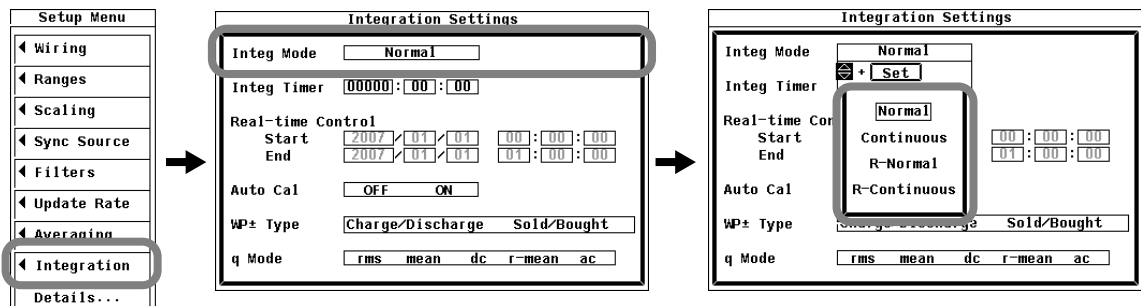 Setup Menu
Wiring
Ranges
Scaling
Sync Source
Filters
Update Rate
Averaging
Integration
Details...
Integration Settings
Integ Mode Normal
Integ Timer 00000: 00: 00
Real-time Control
Start 2007/01/01 00:00:00
End 2007/01/01 01:00:00
Auto Cal OFF ON
WP± Type Charge/Discharge Sold/Bought
q Mode rms mean dc r-mean ac
Integration Settings
Integ Mode Normal
+ Set
Integ Timer
Normal
Real-time Con
Start Continuous 00:00:00
End R-Normal 01:00:00
Auto Cal R-Continuous
WP± Type Charge/Discharge Sold/Bought
q Mode rms mean dc r-mean ac